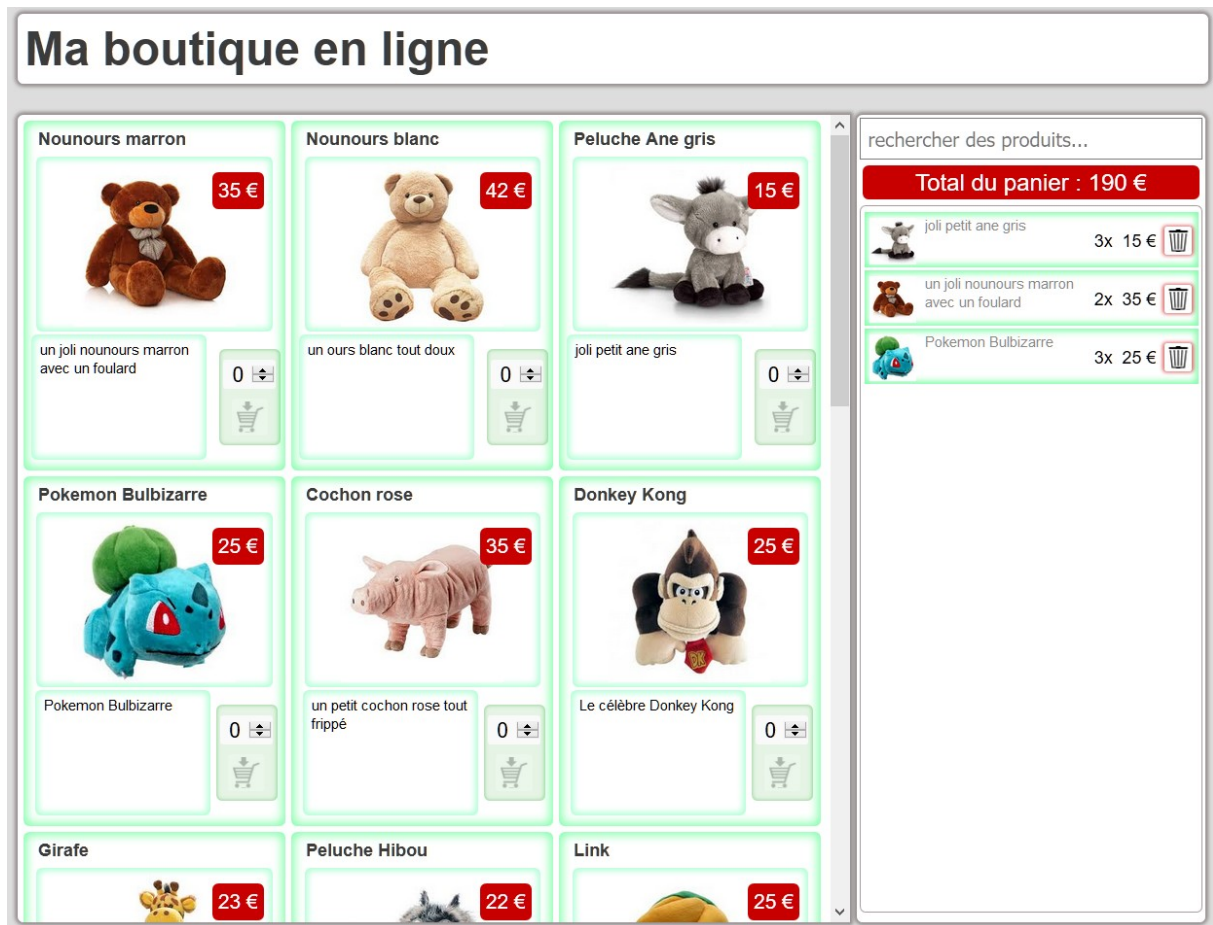 Ma boutique en ligne
Nounours marron
35 €
un joli nounours marron
avec un foulard
0
Nounours blanc
42 €
un ours blanc tout doux
0
Peluche Ane gris
15 €
joli petit ane gris
0
Pokemon Bulbizarre
25 €
Pokemon Bulbizarre
0
Cochon rose
35 €
un petit cochon rose tout
frippé
0
Donkey Kong
25 €
DK
Le célèbre Donkey Kong
0
Girafe
23 €
Peluche Hibou
22 €
Link
25 €
rechercher des produits...
Total du panier : 190 €
joli petit ane gris
3x 15 €
un joli nounours marron
avec un foulard
2x 35 €
Pokemon Bulbizarre
3x 25 €